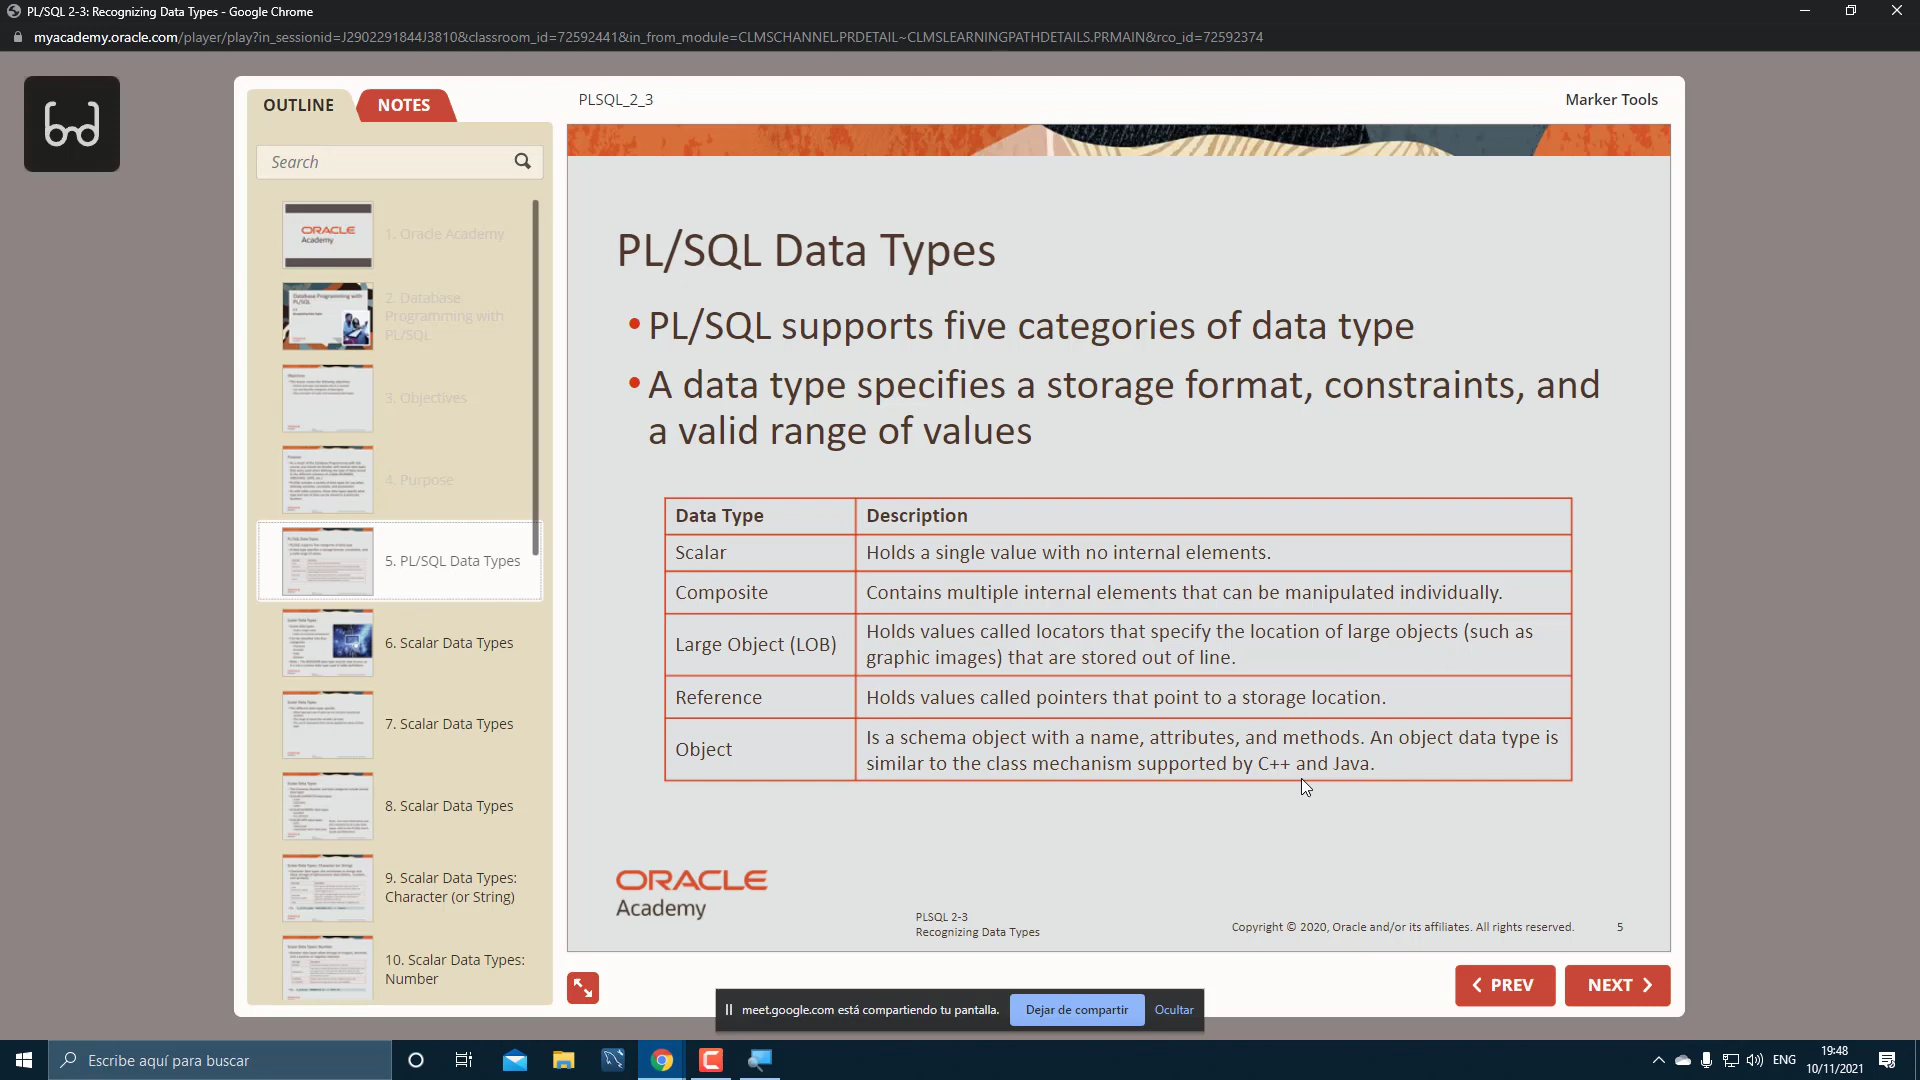 PL/SQL 2-3: Recognizing Data Types - Google Chrome
myacademy.oracle.com/player/play?in_sessionid=J2902291844J3810&classroom_id=72592441&in_from_module=CLMSCHANNEL.PRDETAIL~CLMSLEARNINGPATHDETAILS.PRMAIN&rco_id=72592374
OUTLINE
NOTES
PLSQL_2_3
Marker Tools
Search
ORACLE
Academy
1. Oracle Academy
2. Database
Programming with
PL/SQL
3. Objectives
4. Purpose
5. PL/SQL Data Types
6. Scalar Data Types
7. Scalar Data Types
8. Scalar Data Types
9. Scalar Data Types:
Character (or String)
10. Scalar Data Types:
Number
PL/SQL Data Types
•PL/SQL supports five categories of data type
•A data type specifies a storage format, constraints, and
a valid range of values
Data Type Description
Scalar Holds a single value with no internal elements.
Composite Contains multiple internal elements that can be manipulated individually.
Large Object (LOB) Holds values called locators that specify the location of large objects (such as
graphic images) that are stored out of line.
Reference Holds values called pointers that point to a storage location.
Object Is a schema object with a name, attributes, and methods. An object data type is
similar to the class mechanism supported by C++ and Java.
ORACLE
Academy
PLSQL 2-3
Recognizing Data Types
Copyright © 2020, Oracle and/or its affiliates. All rights reserved.
5
PREV
NEXT
meet.google.com está compartiendo tu pantalla.
Dejar de compartir
Ocultar
Escribe aquí para buscar
ENG
19:48
10/11/2021